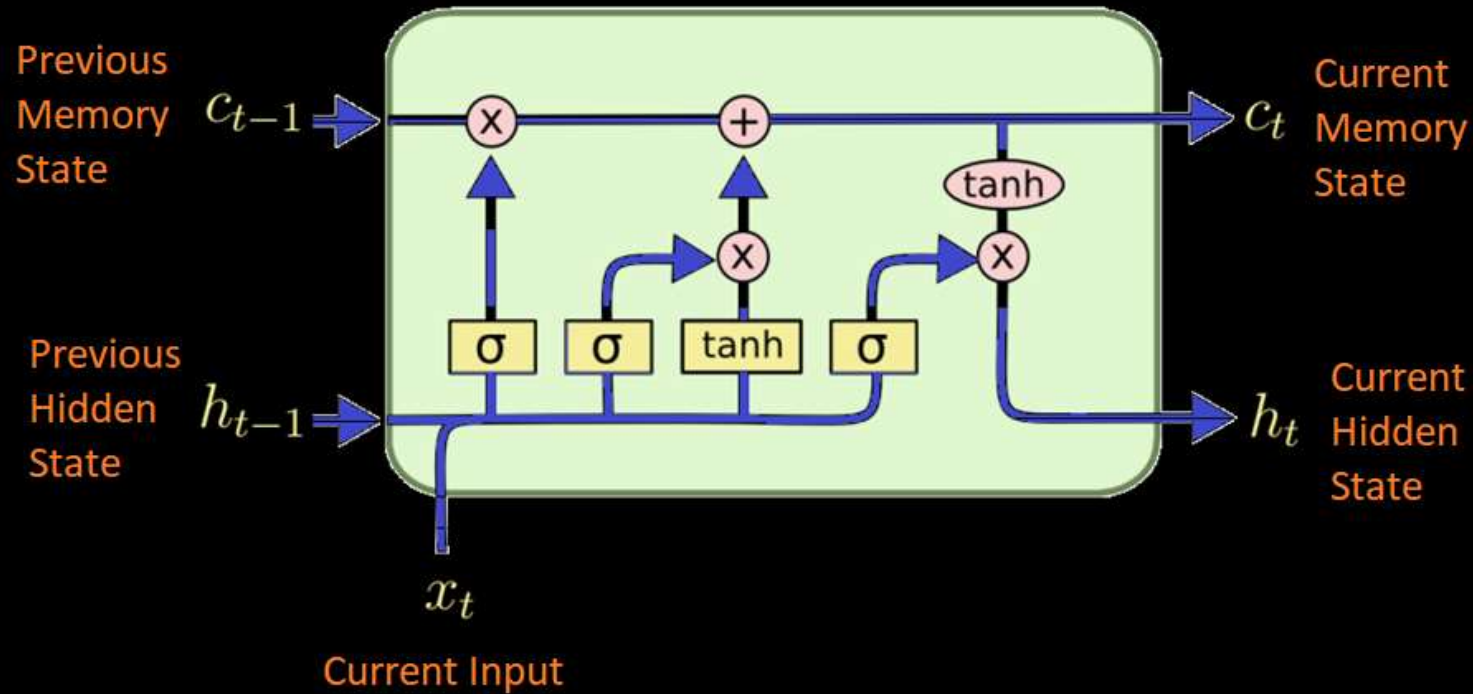 Previous
Memory
State
c_{t-1}
x
+
c_t
Current
Memory
State
tanh
x
x
σ
σ
tanh
σ
Previous
Hidden
State
h_{t-1}
h_t
Current
Hidden
State
x_t
Current Input